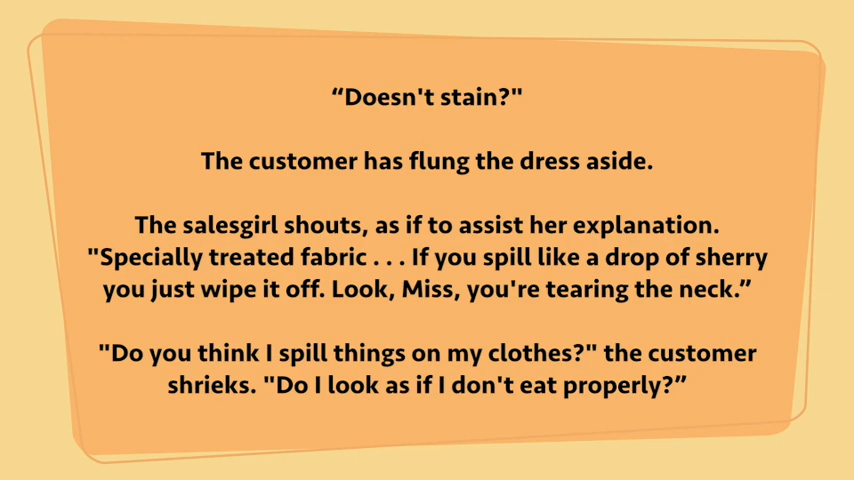 “Doesn't stain?"
The customer has flung the dress aside.
The salesgirl shouts, as if to assist her explanation.
"Specially treated fabric . . . If you spill like a drop of sherry
you just wipe it off. Look, Miss, you're tearing the neck.”
"Do you think I spill things on my clothes?" the customer
shrieks. "Do I look as if I don't eat properly?”